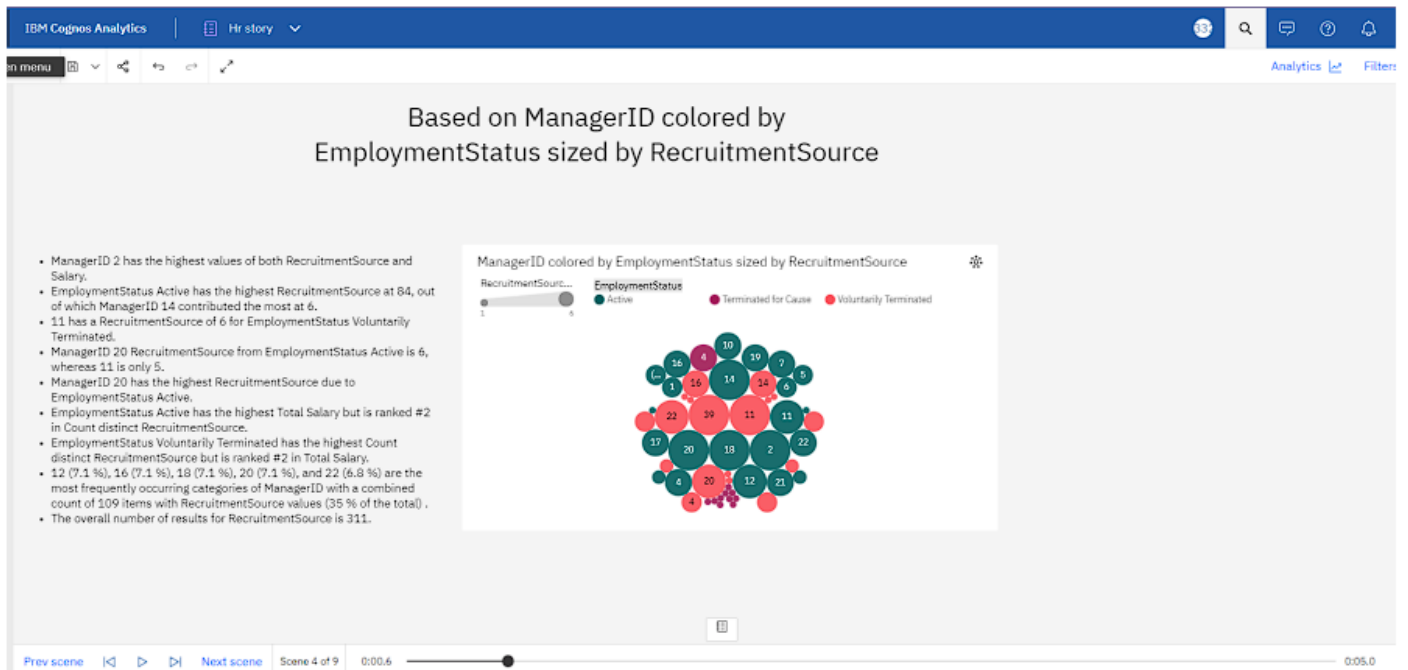 IBM Cognos Analytics
Hr story
en menu
Analytics
Filters
Based on ManagerID colored by
EmploymentStatus sized by RecruitmentSource
• ManagerID 2 has the highest values of both RecruitmentSource and
Salary.
• EmploymentStatus Active has the highest RecruitmentSource at 84, out
of which ManagerID 14 contributed the most at 6.
• 11 has a RecruitmentSource of 6 for EmploymentStatus Voluntarily
Terminated.
• ManagerID 20 RecruitmentSource from EmploymentStatus Active is 6,
whereas 11 is only 5.
• ManagerID 20 has the highest RecruitmentSource due to
EmploymentStatus Active.
• EmploymentStatus Active has the highest Total Salary but is ranked #2
in Count distinct RecruitmentSource.
• EmploymentStatus Voluntarily Terminated has the highest Count
distinct RecruitmentSource but is ranked #2 in Total Salary.
• 12 (7.1 %), 16 (7.1 %), 18 (7.1 %), 20 (7.1 %), and 22 (6.8 %) are the
most frequently occurring categories of ManagerID with a combined
count of 109 items with RecruitmentSource values (35 % of the total) .
• The overall number of results for RecruitmentSource is 311.
ManagerID colored by EmploymentStatus sized by RecruitmentSource
RecruitmentSourc...
1 6
EmploymentStatus
Active Terminated for Cause Voluntarily Terminated
10
16 4 19 7
(... 1 16 14 14 6 5
22 39 11 11
17 20 18 2 22
4 20 12 21
4
Prev scene
Next scene
Scene 4 of 9
0:00.6
0:05.0